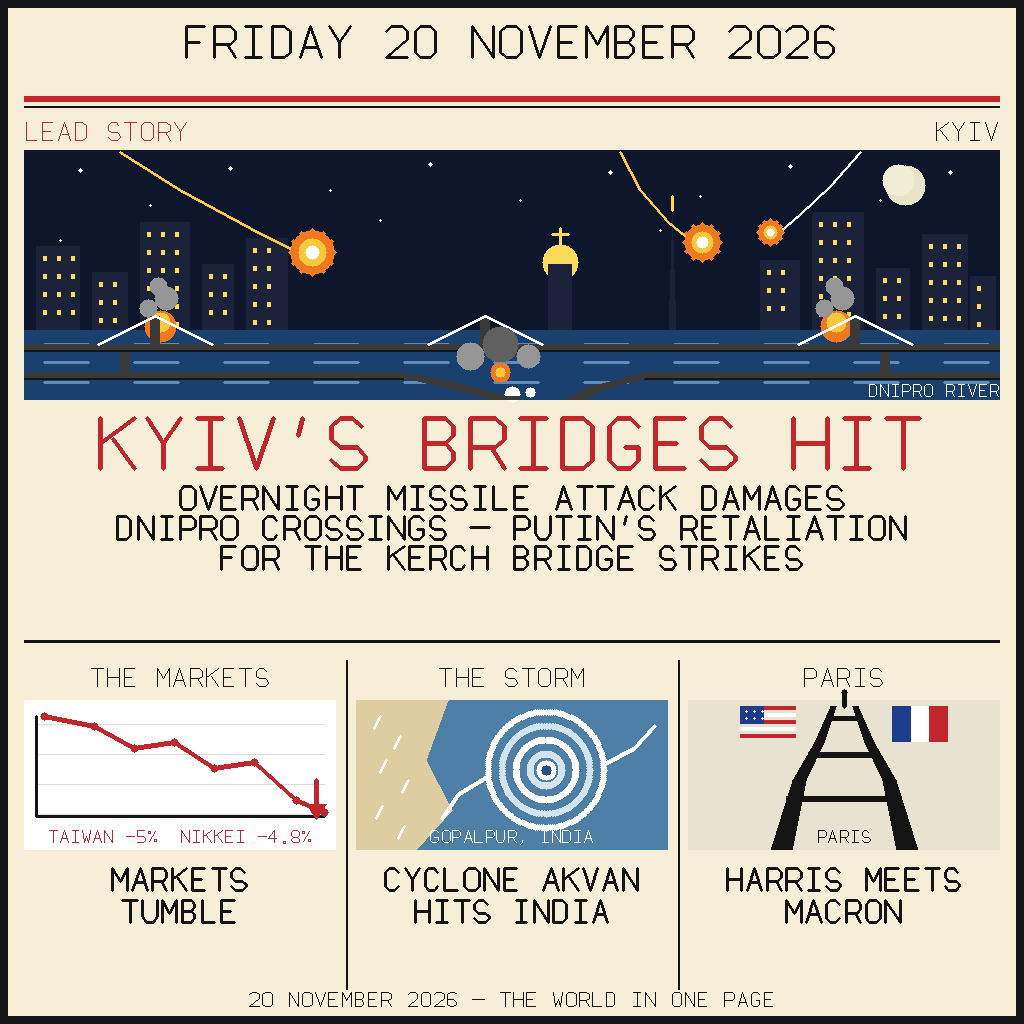 FRIDAY 20 NOVEMBER 2026
LEAD STORY
KYIV
DNIPRO RIVER
KYIV'S BRIDGES HIT
OVERNIGHT MISSILE ATTACK DAMAGES
DNIPRO CROSSINGS — PUTIN'S RETALIATION
FOR THE KERCH BRIDGE STRIKES
THE MARKETS
TAIWAN -5% NIKKEI -4.8%
MARKETS
TUMBLE
THE STORM
GOPALPUR, INDIA
CYCLONE AKVAN
HITS INDIA
PARIS
PARIS
HARRIS MEETS
MACRON
20 NOVEMBER 2026 — THE WORLD IN ONE PAGE